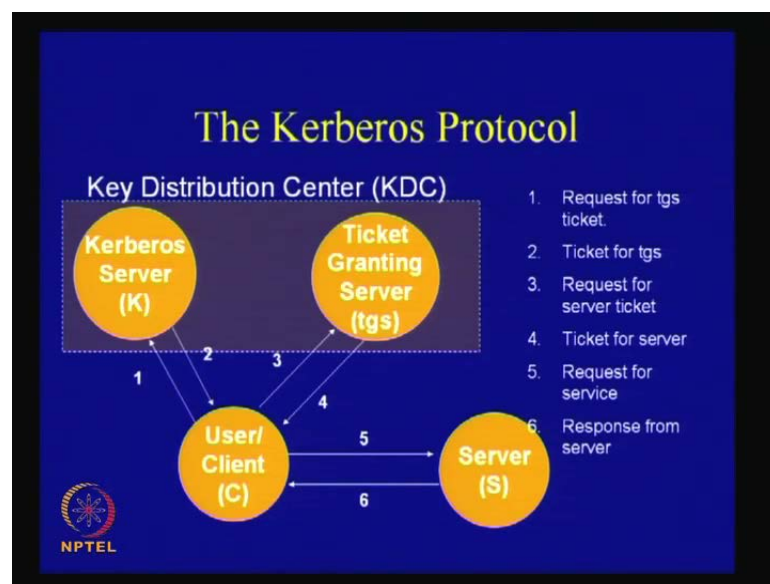 The Kerberos Protocol
Key Distribution Center (KDC)
Kerberos
Server
(K)
Ticket
Granting
Server
(tgs)
1
2
3
4
User/
Client
(C)
5
6
Server
(S)
1. Request for tgs
ticket.
2. Ticket for tgs
3. Request for
server ticket
4. Ticket for server
5. Request for
service
6. Response from
server
NPTEL